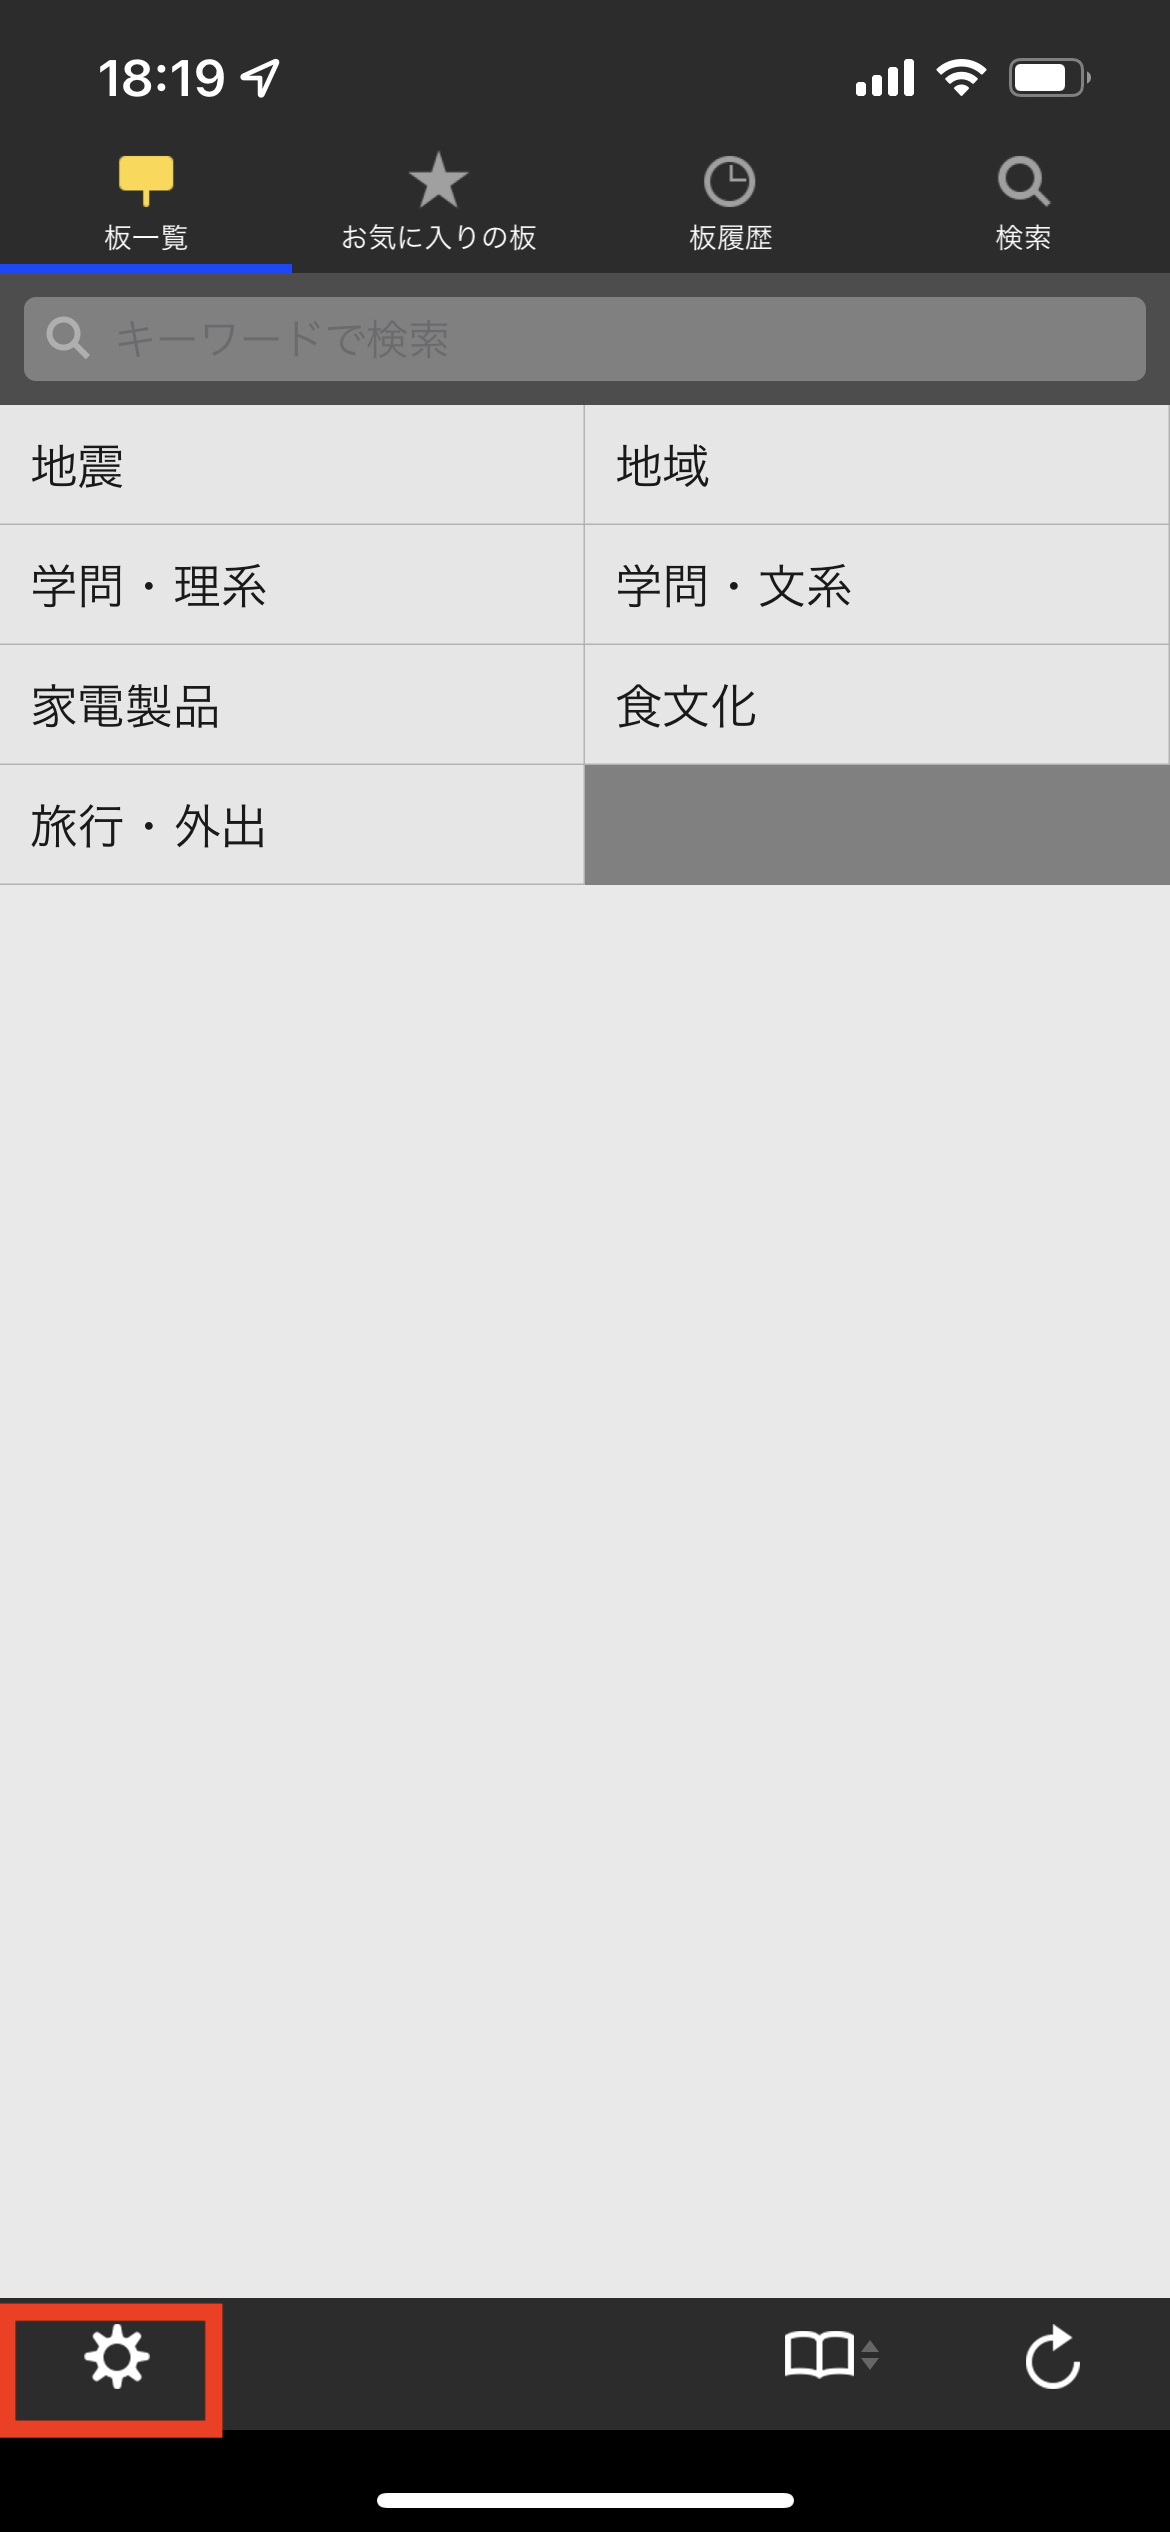 18:19
板一覧 お気に入りの板 板履歴 検索
キーワードで検索
地震 地域
学問・理系 学問・文系
家電製品 食文化
旅行・外出